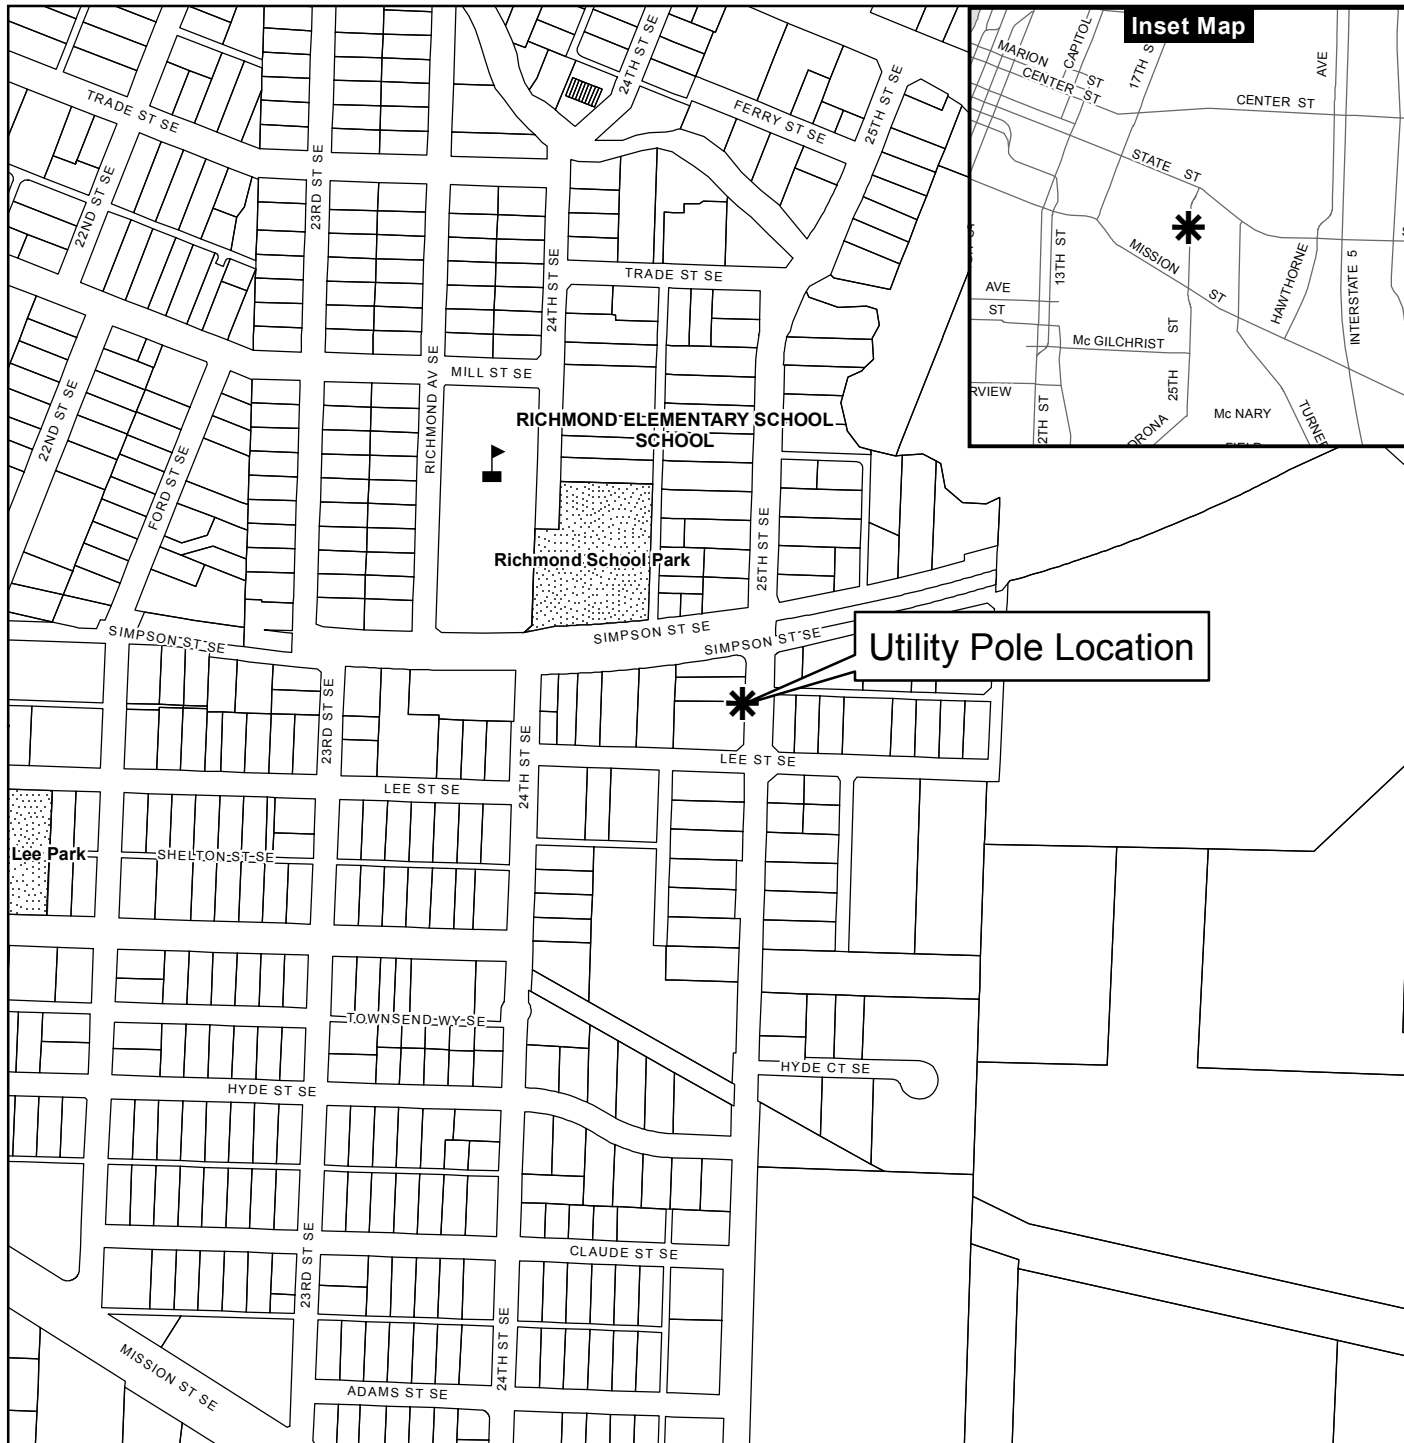 Inset Map
MARION ST
CENTER ST
CAPITOL
17TH S
AVE
CENTER ST
STATE ST
13TH ST
MISSION ST
HAWTHORNE
INTERSTATE 5
AVE
ST
Mc GILCHRIST
25TH ST
RVIEW
2TH ST
ORONA
Mc NARY
TURNER
24TH ST SE
25TH ST SE
FERRY ST SE
TRADE ST SE
23RD ST SE
22ND ST SE
24TH ST SE
TRADE ST SE
RICHMOND AV SE
MILL ST SE
22ND ST SE
FORD ST SE
RICHMOND ELEMENTARY SCHOOL
SCHOOL
25TH ST SE
Richmond School Park
SIMPSON ST SE
SIMPSON ST SE
SIMPSON ST SE
Utility Pole Location
23RD ST SE
24TH ST SE
LEE ST SE
LEE ST SE
Lee Park
SHELTON ST SE
TOWNSEND WY SE
HYDE ST SE
HYDE CT SE
23RD ST SE
CLAUDE ST SE
24TH ST SE
MISSION ST SE
ADAMS ST SE